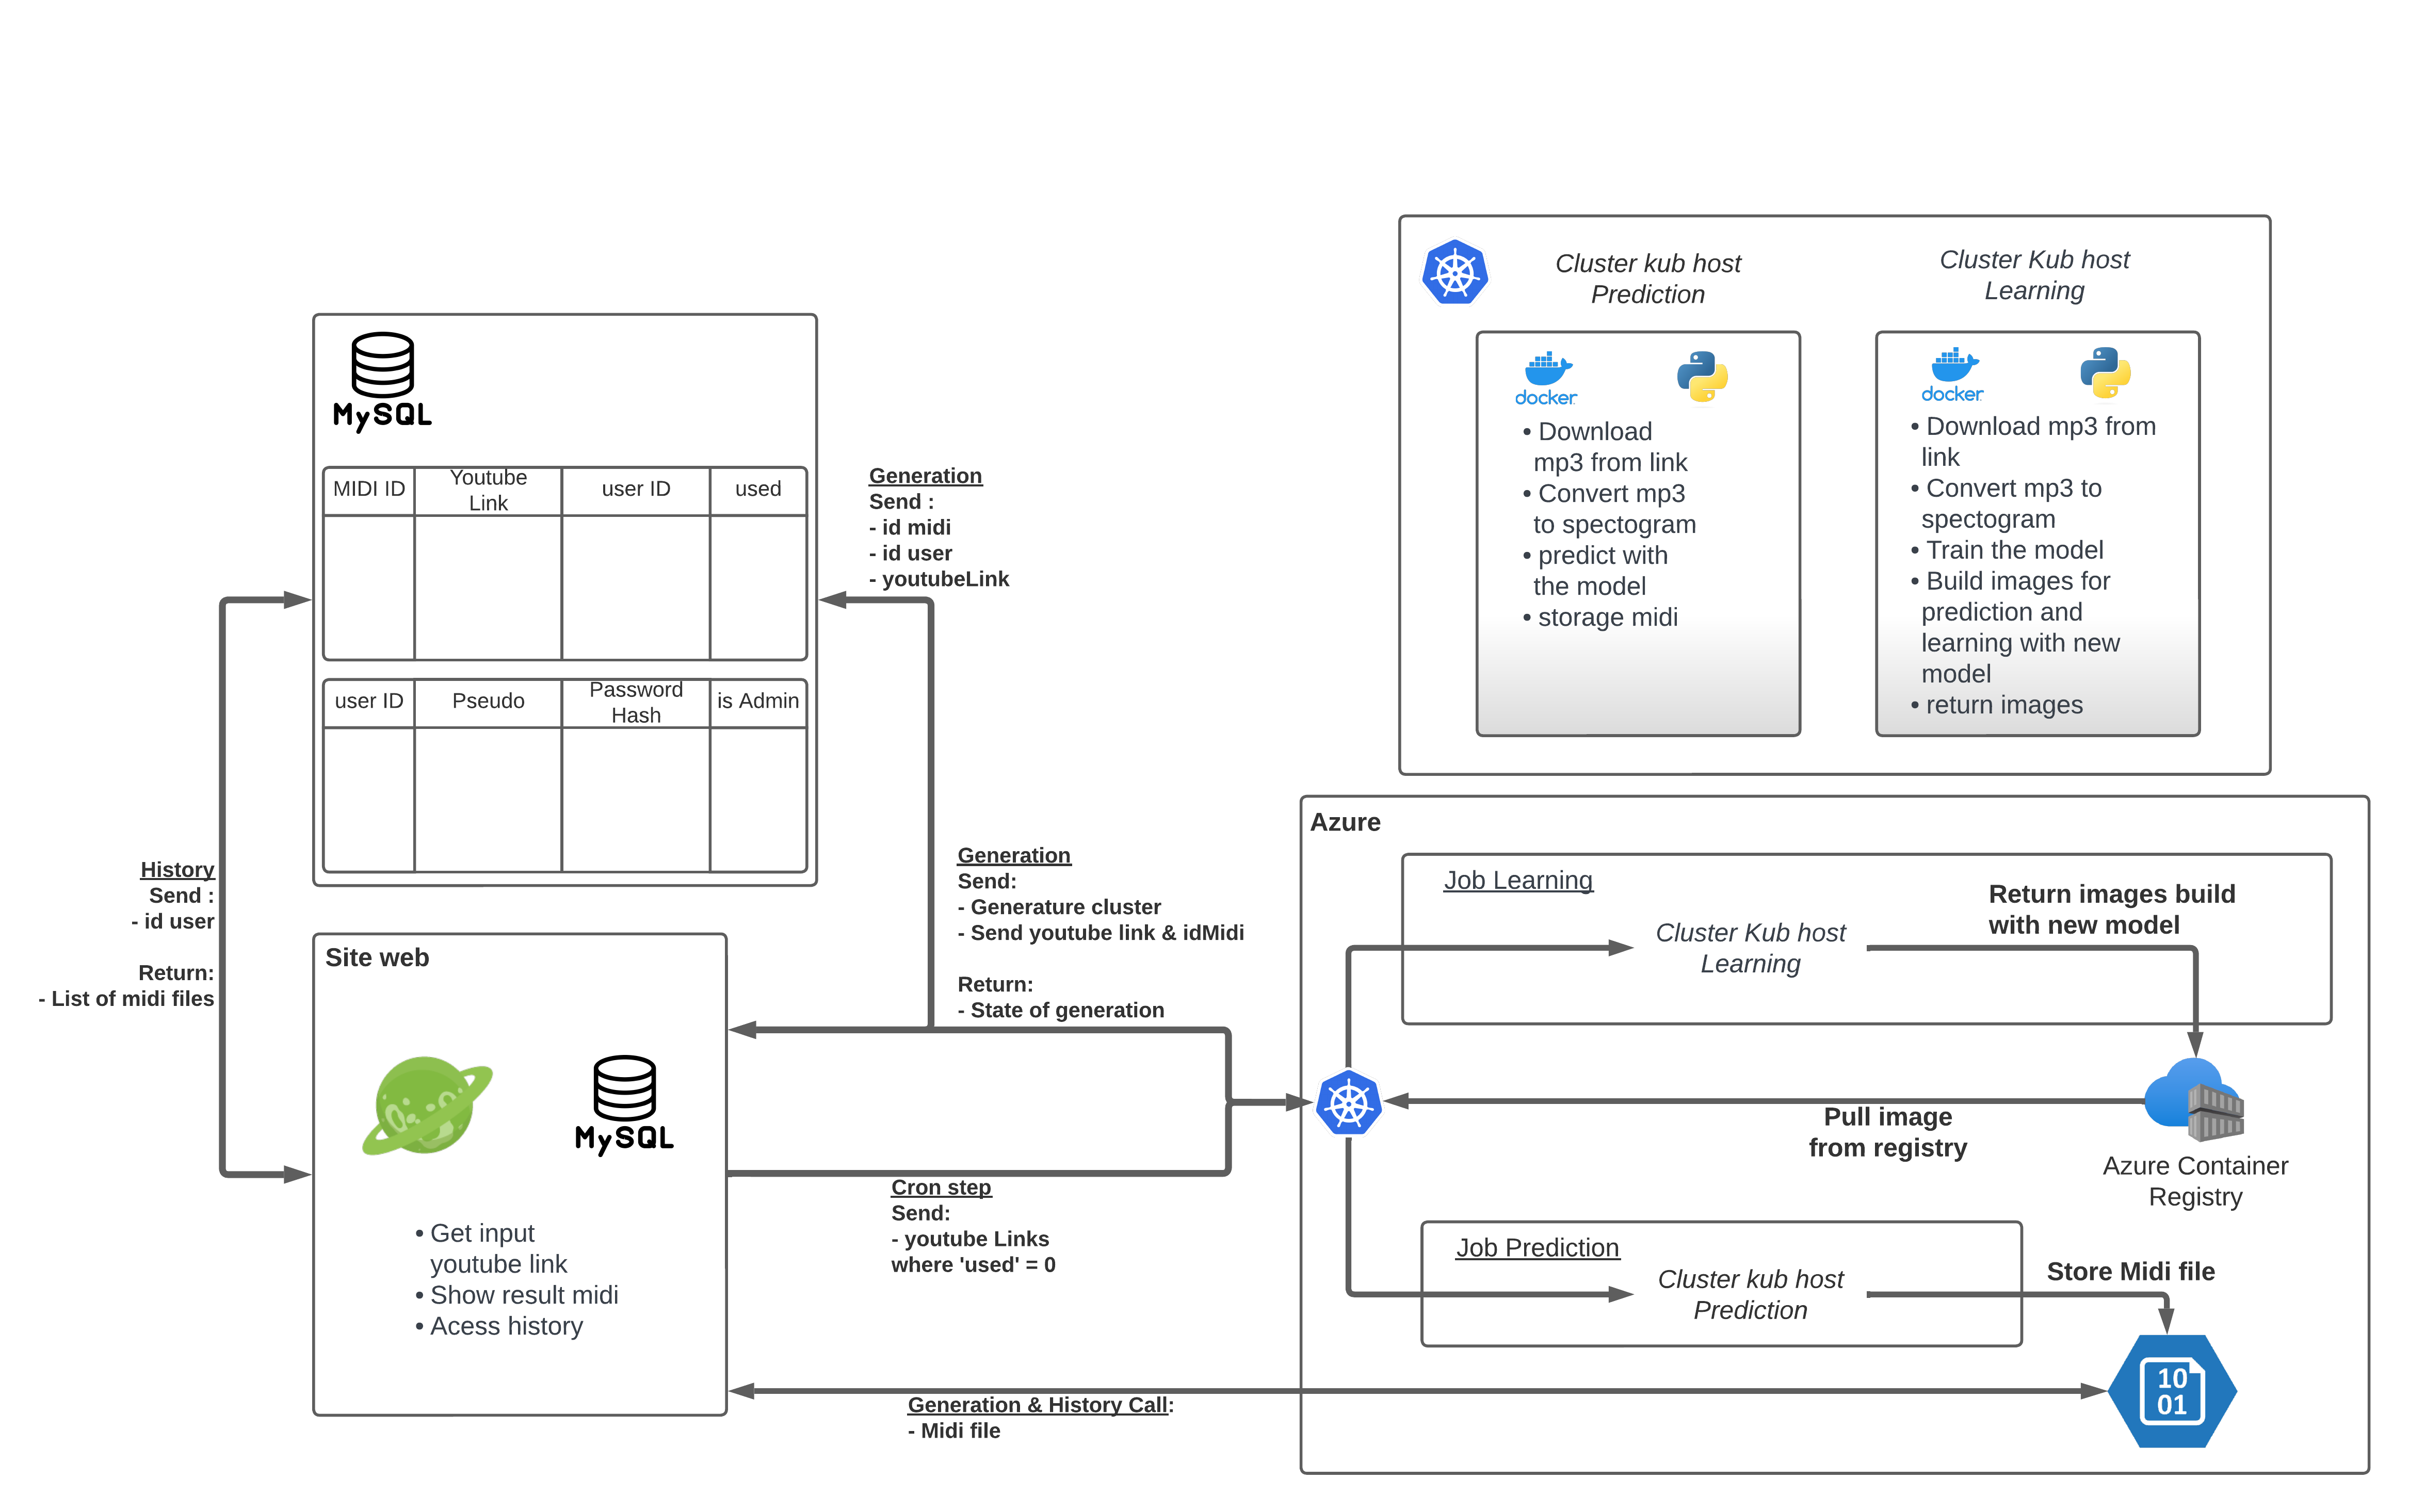 Cluster kub host
Prediction
Cluster Kub host
Learning
docker
• Download
mp3 from link
• Convert mp3
to spectogram
• predict with
the model
• storage midi
docker
• Download mp3 from
link
• Convert mp3 to
spectogram
• Train the model
• Build images for
prediction and
learning with new
model
• return images
MySQL
MIDI ID
Youtube
Link
user ID
used
user ID
Pseudo
Password
Hash
is Admin
Generation
Send :
- id midi
- id user
- youtubeLink
History
Send :
- id user
Return:
- List of midi files
Generation
Send:
- Generature cluster
- Send youtube link & idMidi
Return:
- State of generation
Site web
MySQL
• Get input
youtube link
• Show result midi
• Acess history
Cron step
Send:
- youtube Links
where 'used' = 0
Generation & History Call:
- Midi file
Azure
Job Learning
Cluster Kub host
Learning
Return images build
with new model
Pull image
from registry
Azure Container
Registry
Job Prediction
Cluster kub host
Prediction
Store Midi file
10
01